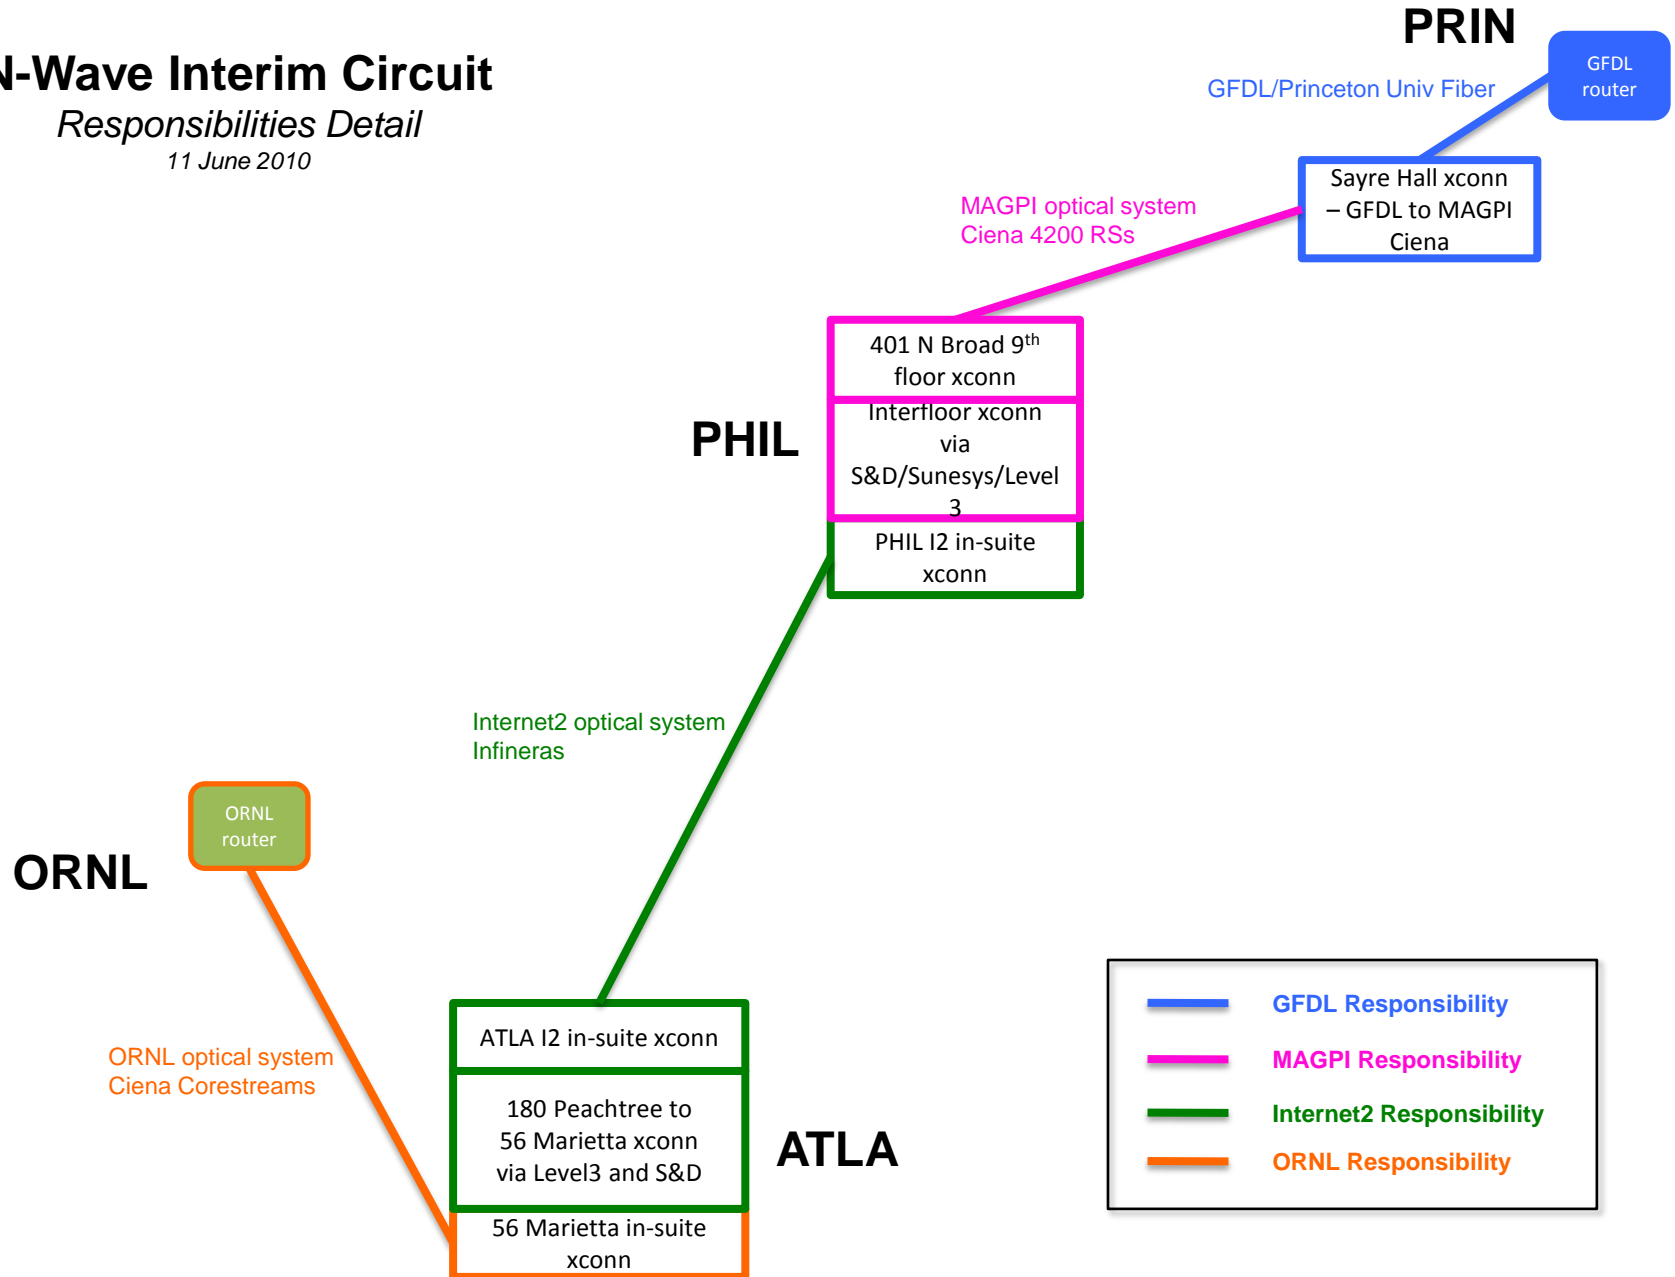 N-Wave Interim Circuit
Responsibilities Detail
11 June 2010
PRIN
GFDL
router
GFDL/Princeton Univ Fiber
Sayre Hall xconn
– GFDL to MAGPI
Ciena
MAGPI optical system
Ciena 4200 RSs
PHIL
401 N Broad 9th
floor xconn
Interfloor xconn
via
S&D/Sunesys/Level
3
PHIL I2 in-suite
xconn
Internet2 optical system
Infineras
ORNL
ORNL
router
ORNL optical system
Ciena Corestreams
ATLA I2 in-suite xconn
180 Peachtree to
56 Marietta xconn
via Level3 and S&D
56 Marietta in-suite
xconn
ATLA
GFDL Responsibility
MAGPI Responsibility
Internet2 Responsibility
ORNL Responsibility